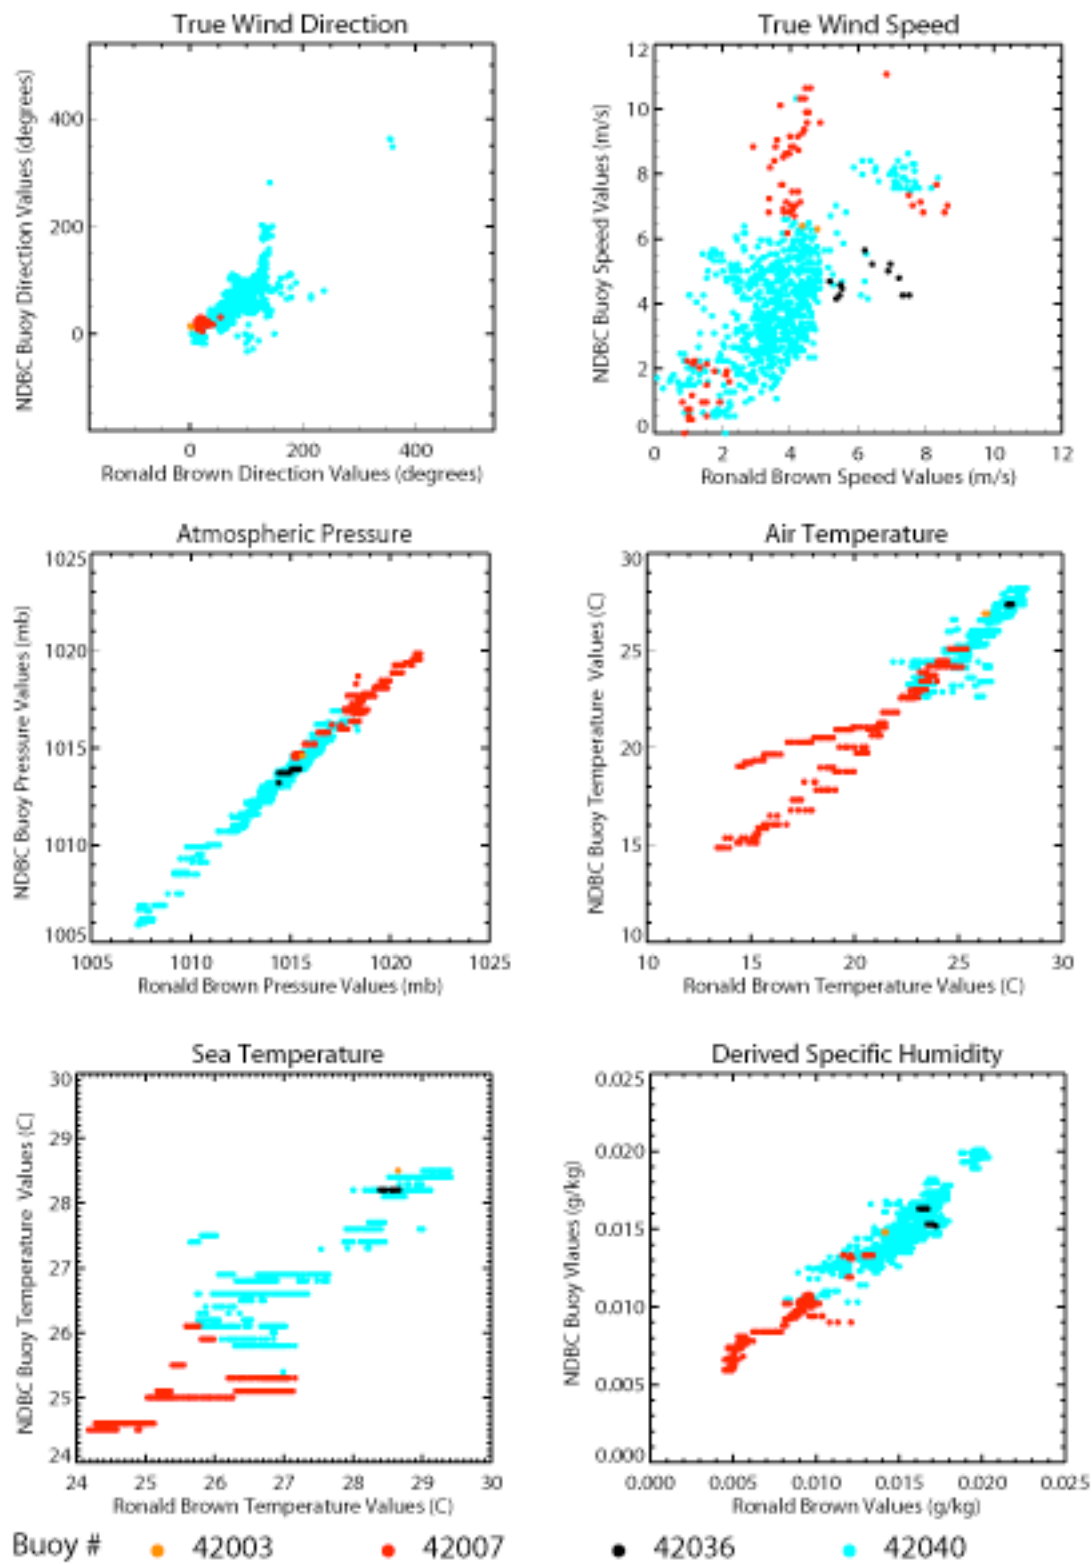 True Wind Direction
NDBC Buoy Direction Values (degrees)
400
200
0
0 200 400
Ronald Brown Direction Values (degrees)
True Wind Speed
NDBC Buoy Speed Values (m/s)
12
10
8
6
4
2
0
0 2 4 6 8 10 12
Ronald Brown Speed Values (m/s)
Atmospheric Pressure
NDBC Buoy Pressure Values (mb)
1025
1020
1015
1010
1005
1005 1010 1015 1020 1025
Ronald Brown Pressure Values (mb)
Air Temperature
NDBC Buoy Temperature Values (C)
30
25
20
15
10
10 15 20 25 30
Ronald Brown Temperature Values (C)
Sea Temperature
NDBC Buoy Temperature Values (C)
30
29
28
27
26
25
24
24 25 26 27 28 29 30
Ronald Brown Temperature Values (C)
Derived Specific Humidity
NDBC Buoy Vlaues (g/kg)
0.025
0.020
0.015
0.010
0.005
0.000
0.000 0.005 0.010 0.015 0.020 0.025
Ronald Brown Values (g/kg)
Buoy # 42003 42007 42036 42040